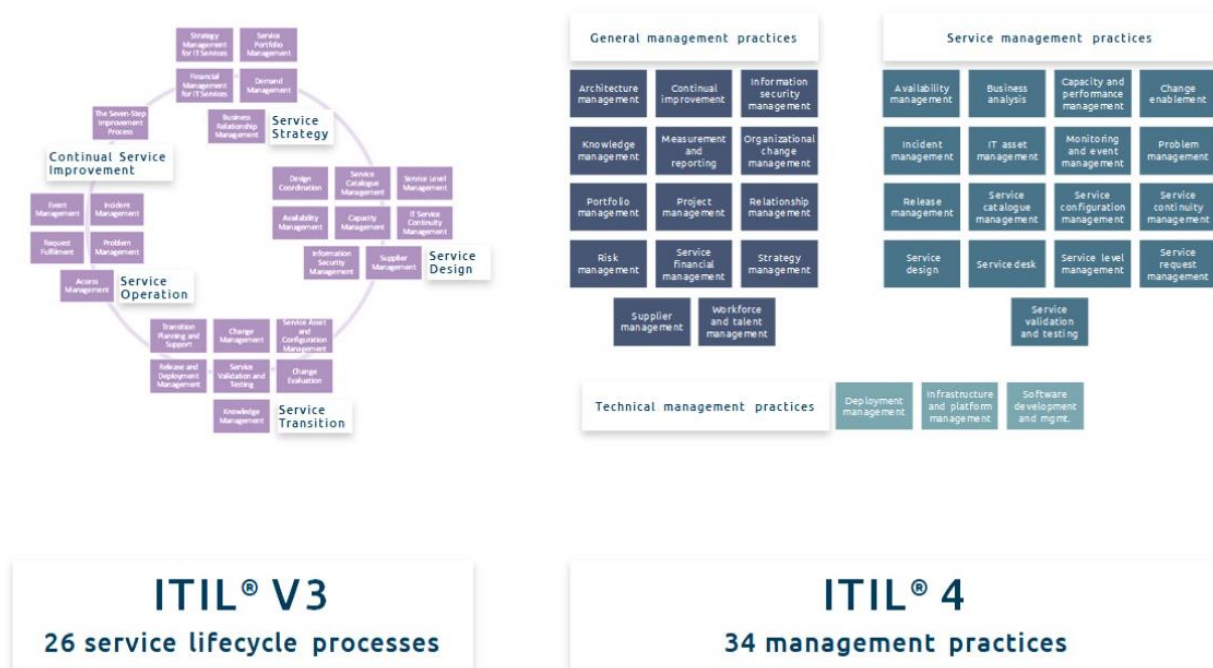 Strategy
Management
for IT Services
Service
Portfolio
Management
Financial
Management
for IT Services
Demand
Management
Business
Relationship
Management
Service
Strategy
The Seven-Step
Improvement
Process
Continual Service
Improvement
Design
Coordination
Service
Catalogue
Management
Service Level
Management
Availability
Management
Capacity
Management
IT Service
Continuity
Management
Information
Security
Management
Supplier
Management
Service
Design
Event
Management
Incident
Management
Request
Fulfilment
Problem
Management
Access
Management
Service
Operation
Transition
Planning and
Support
Change
Management
Service Asset
and
Configuration
Management
Release and
Deployment
Management
Service
Validation and
Testing
Change
Evaluation
Knowledge
Management
Service
Transition
General management practices
Architecture
management
Continual
improvement
Information
security
management
Knowledge
management
Measurement
and
reporting
Organizational
change
management
Portfolio
management
Project
management
Relationship
management
Risk
management
Service
financial
management
Strategy
management
Supplier
management
Workforce
and talent
management
Service management practices
Availability
management
Business
analysis
Capacity and
performance
management
Change
enablement
Incident
management
IT asset
management
Monitoring
and event
management
Problem
management
Release
management
Service
catalogue
management
Service
configuration
management
Service
continuity
management
Service
design
Service desk
Service level
management
Service
request
management
Service
validation
and testing
Technical management practices
Deployment
management
Infrastructure
and platform
management
Software
development
and mgmt.
ITIL® V3
26 service lifecycle processes
ITIL® 4
34 management practices